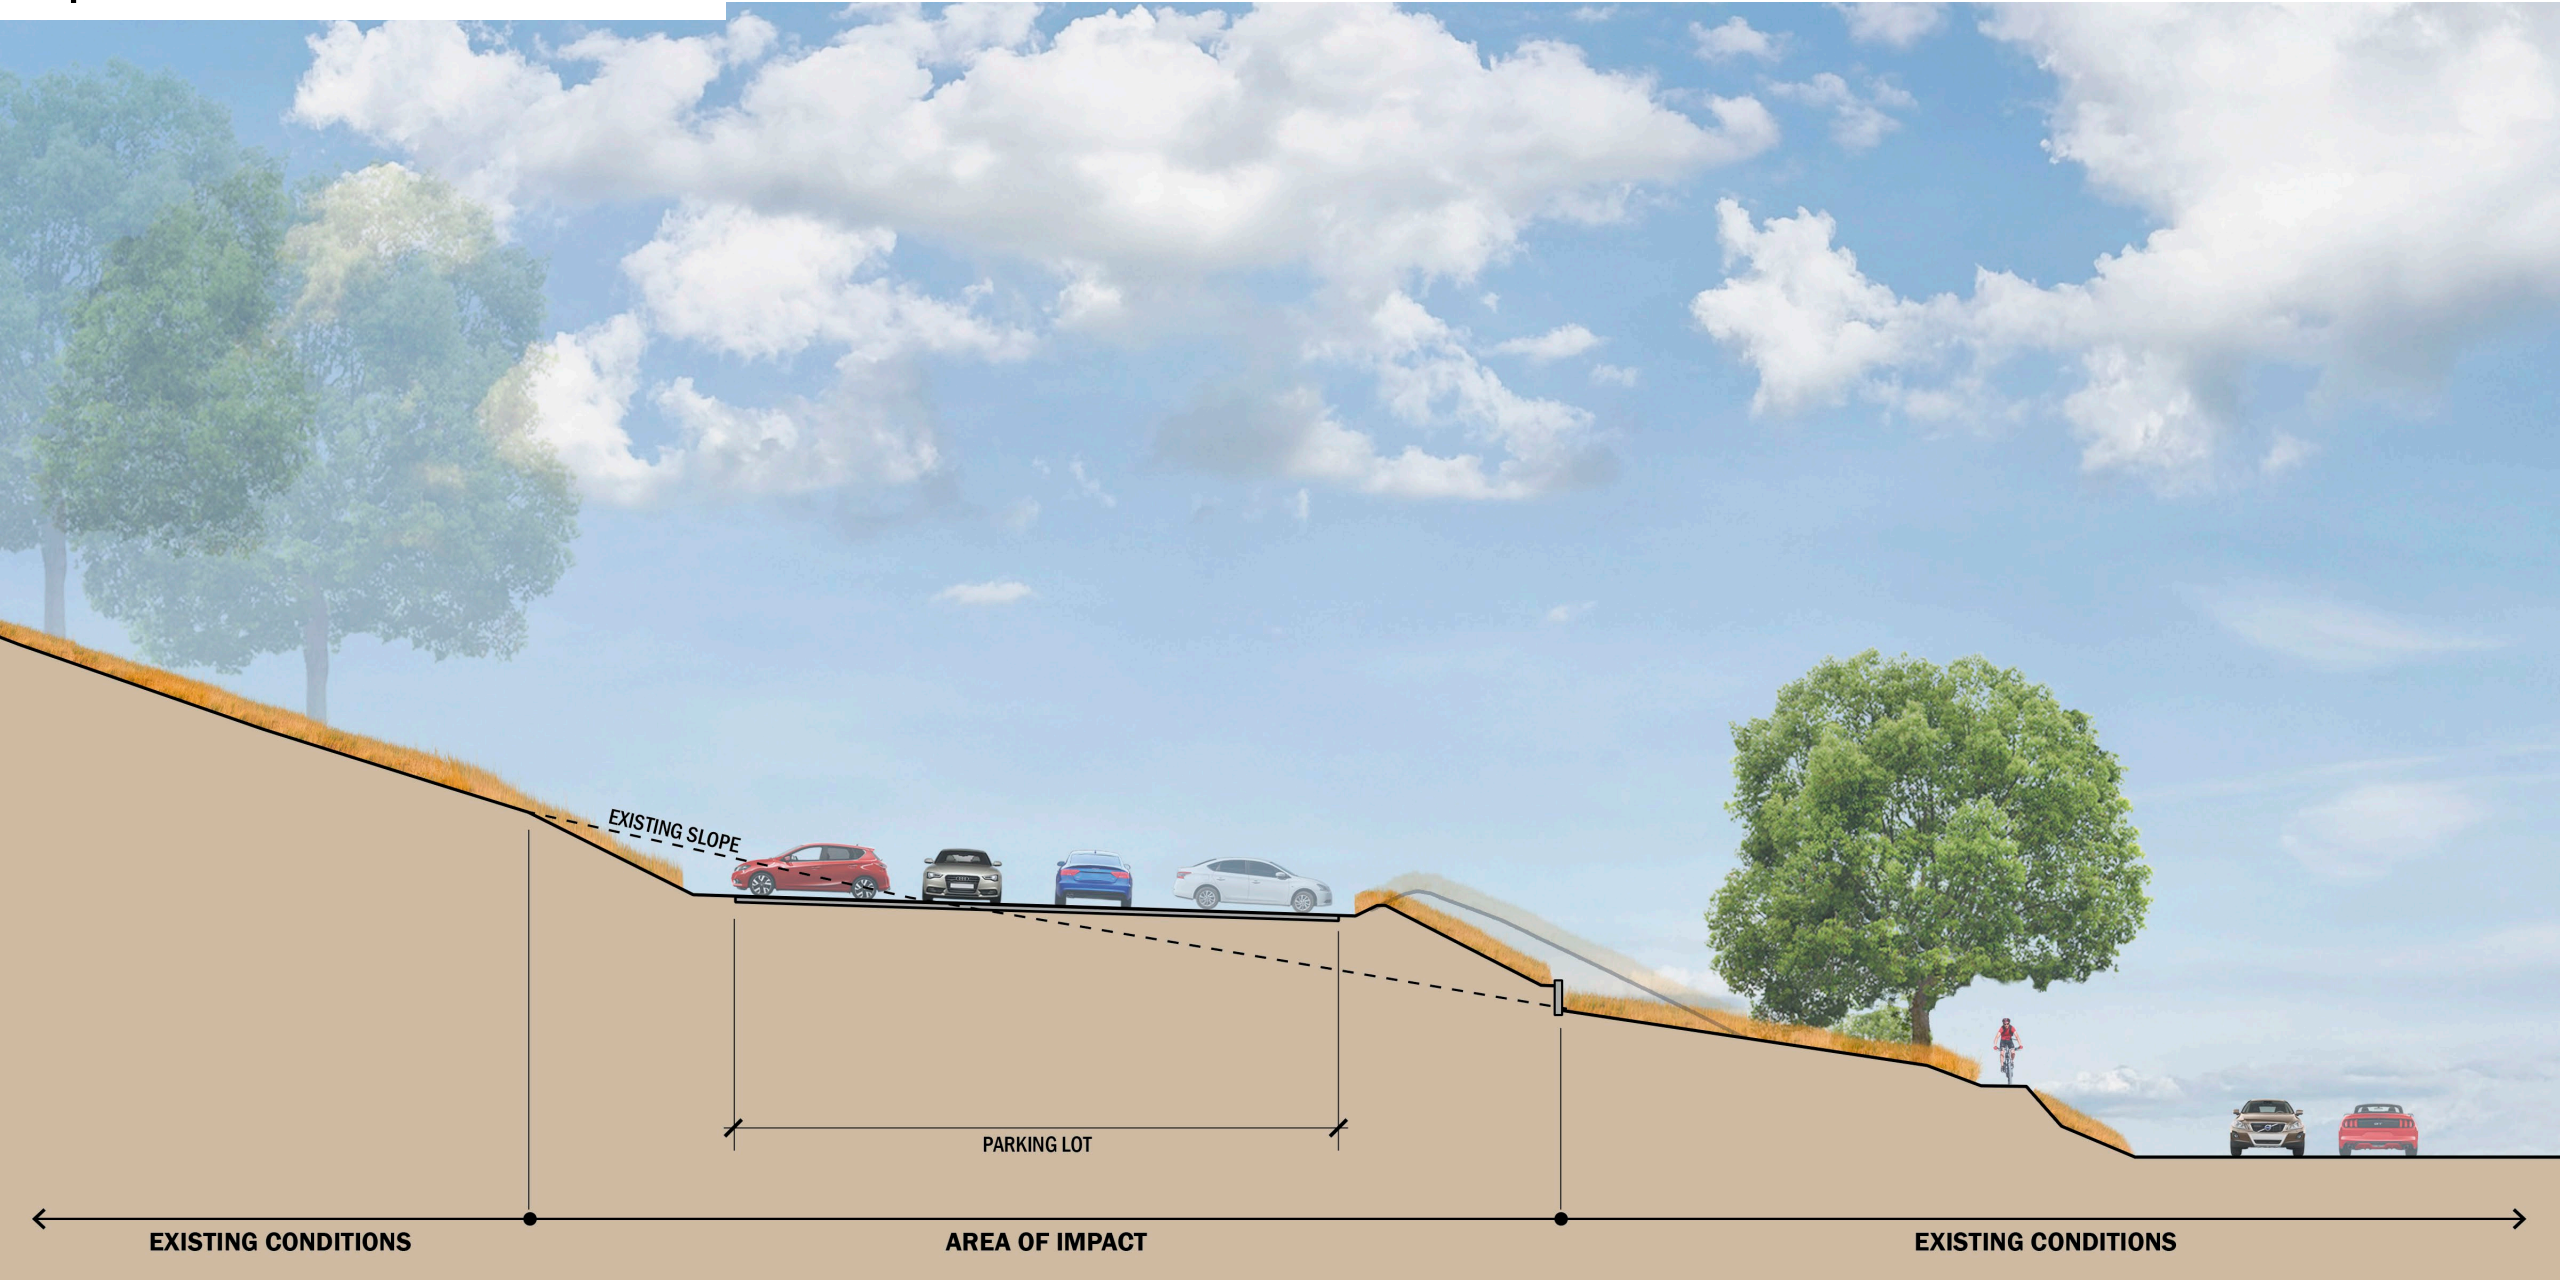 EXISTING SLOPE
PARKING LOT
EXISTING CONDITIONS
AREA OF IMPACT
EXISTING CONDITIONS